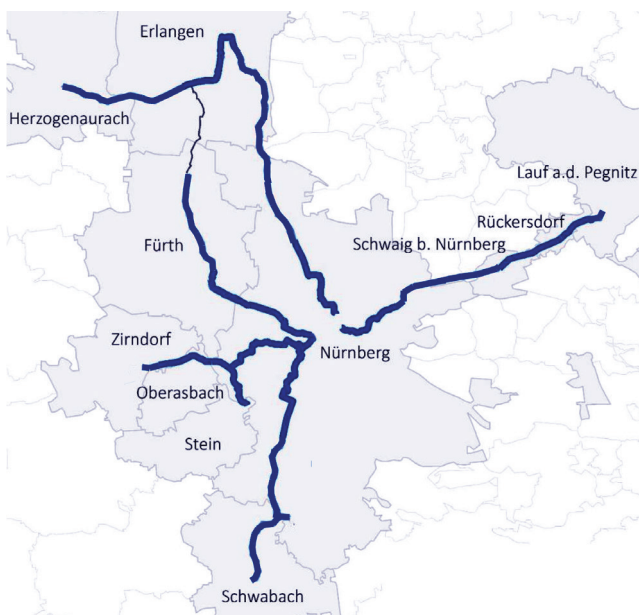 Erlangen
Herzogenaurach
Lauf a.d. Pegnitz
Rückersdorf
Schwaig b. Nürnberg
Fürth
Zirndorf
Nürnberg
Oberasbach
Stein
Schwabach